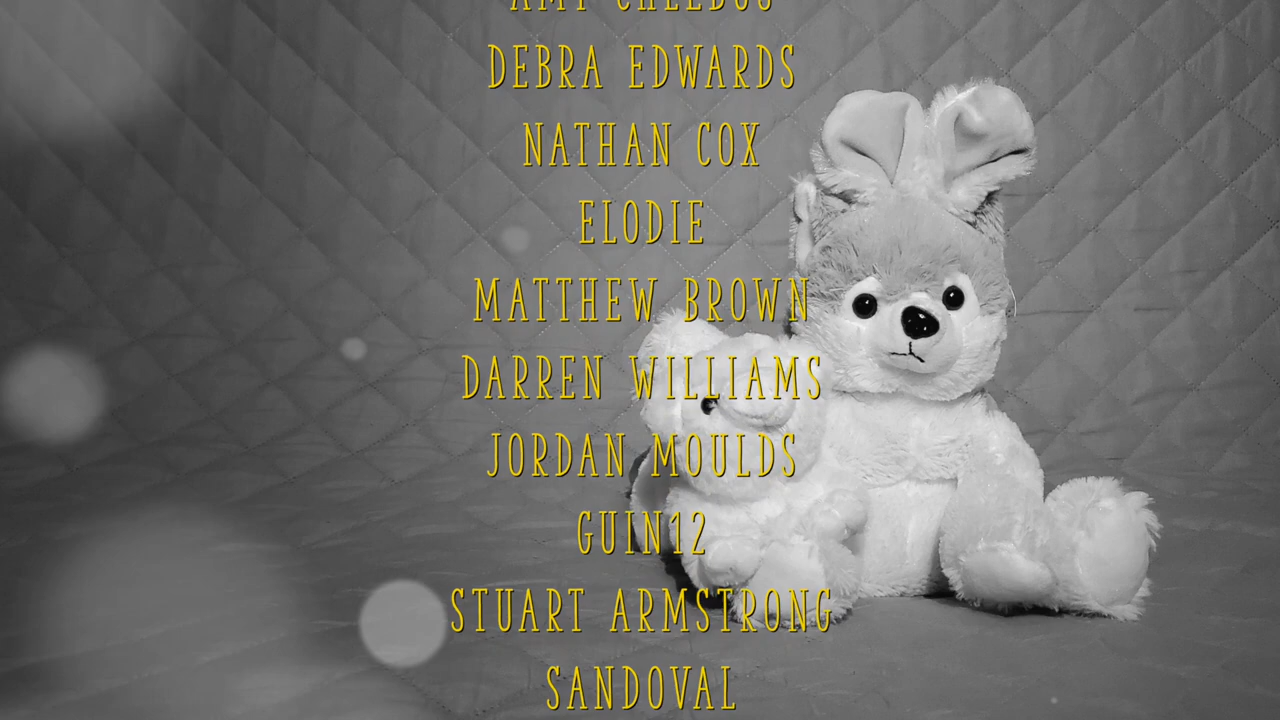 DEBRA EDWARDS
NATHAN COX
ELODIE
MATTHEW BROWN
DARREN WILLIAMS
JORDAN MOULDS
GUIN12
STUART ARMSTRONG
SANDOVAL